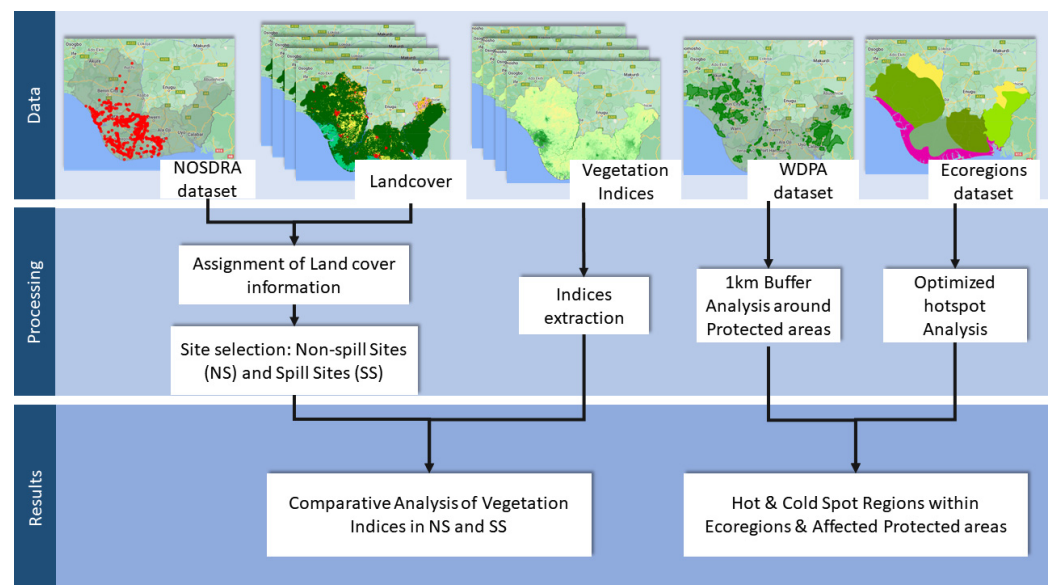 Data
NOSDRA
dataset
Landcover
Vegetation
Indices
WDPA
dataset
Ecoregions
dataset
Processing
Assignment of Land cover
information
Site selection: Non-spill Sites
(NS) and Spill Sites (SS)
Indices
extraction
1km Buffer
Analysis around
Protected areas
Optimized
hotspot
Analysis
Results
Comparative Analysis of Vegetation
Indices in NS and SS
Hot & Cold Spot Regions within
Ecoregions & Affected Protected areas